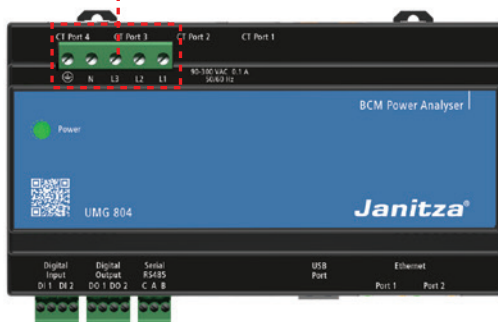 CT Port 4 CT Port 3 CT Port 2 CT Port 1
N L3 L2 L1
90-300 VAC 0.1 A
50/60 Hz
BCM Power Analyser
Power
UMG 804
Janitza®
Digital Input Digital Output Serial RS485 USB Port Ethernet
DI 1 DI 2 DO 1 DO 2 C A B Port 1 Port 2